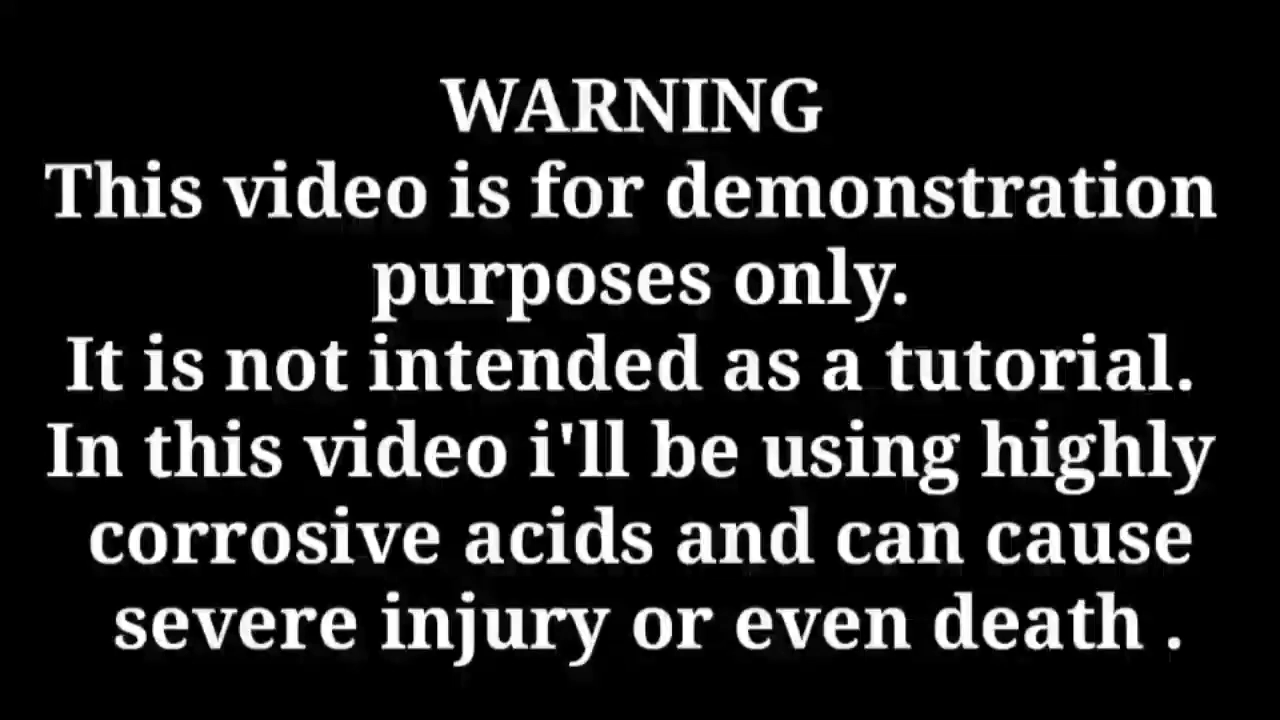 WARNING
This video is for demonstration
purposes only.
It is not intended as a tutorial.
In this video i'll be using highly
corrosive acids and can cause
severe injury or even death .